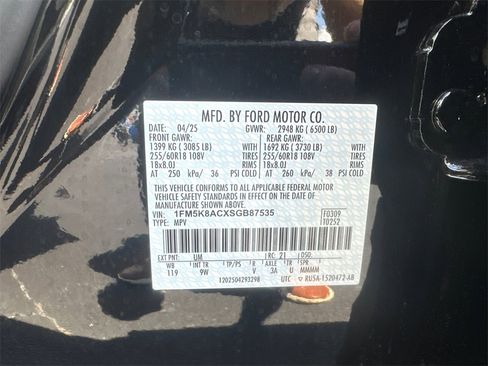 MFD. BY FORD MOTOR CO.
DATE: 04/25 GVWR: 2948 KG ( 6500 LB)
FRONT GAWR: REAR GAWR:
1399 KG ( 3085 LB) WITH 1692 KG ( 3730 LB) WITH
255/60R18 108V TIRES 255/60R18 108V TIRES
18x8.0J RIMS 18x8.0J RIMS
AT 250 kPa/ 36 PSI COLD AT 260 kPa/ 38 PSI COLD
THIS VEHICLE CONFORMS TO ALL APPLICABLE FEDERAL MOTOR
VEHICLE SAFETY AND BUMPER STANDARDS IN EFFECT ON THE DATE OF
MANUFACTURE SHOWN ABOVE.
VIN: 1FM5K8ACXSGB87535 F0309
TYPE: MPV T0252
EXT PNT: UM RC: 21 DSO:
WB INT TR TP/PS R AXLE TR SPR
119 9W V 3A U MMMM
1202504293298 UTC RU5A-1520472-AB